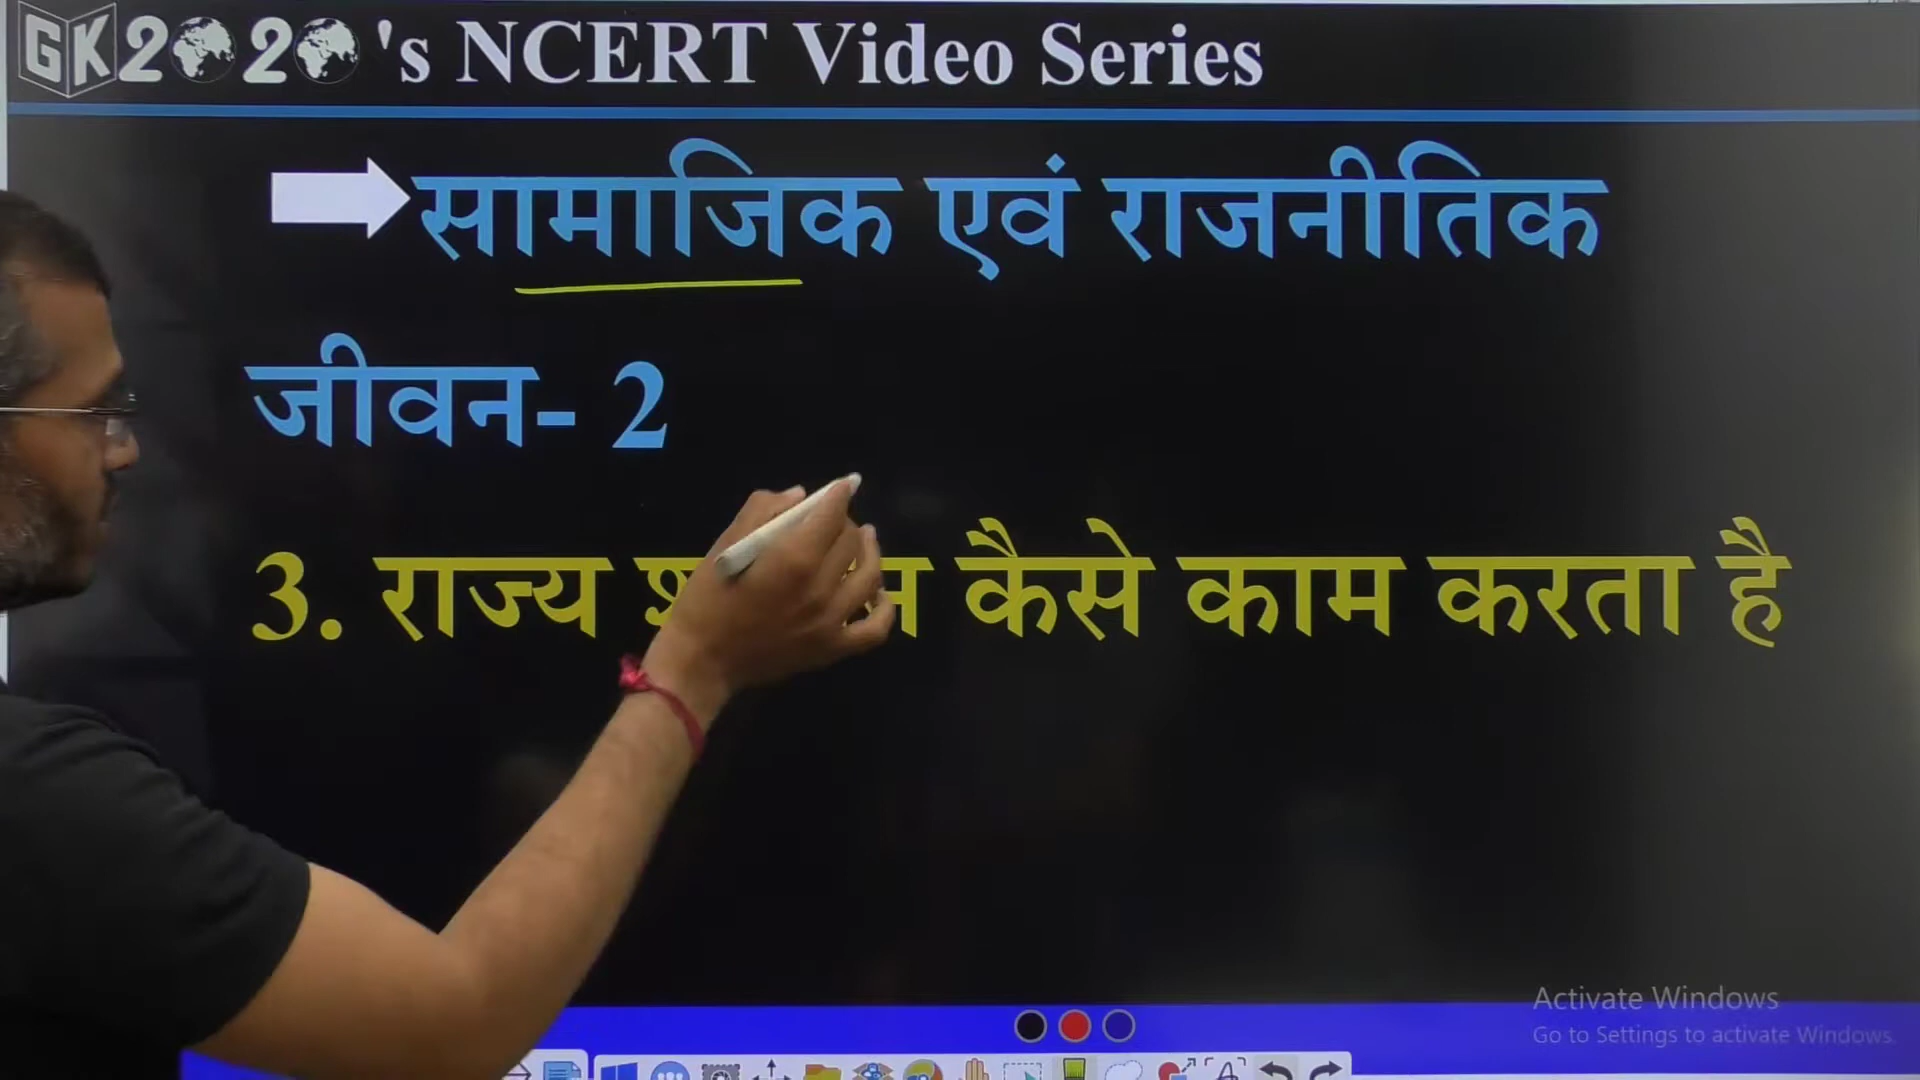 GK2020's NCERT Video Series
सामाजिक एवं राजनीतिक
जीवन- 2
3. राज्य कैसे काम करता है
Activate Windows
Go to Settings to activate Windows.